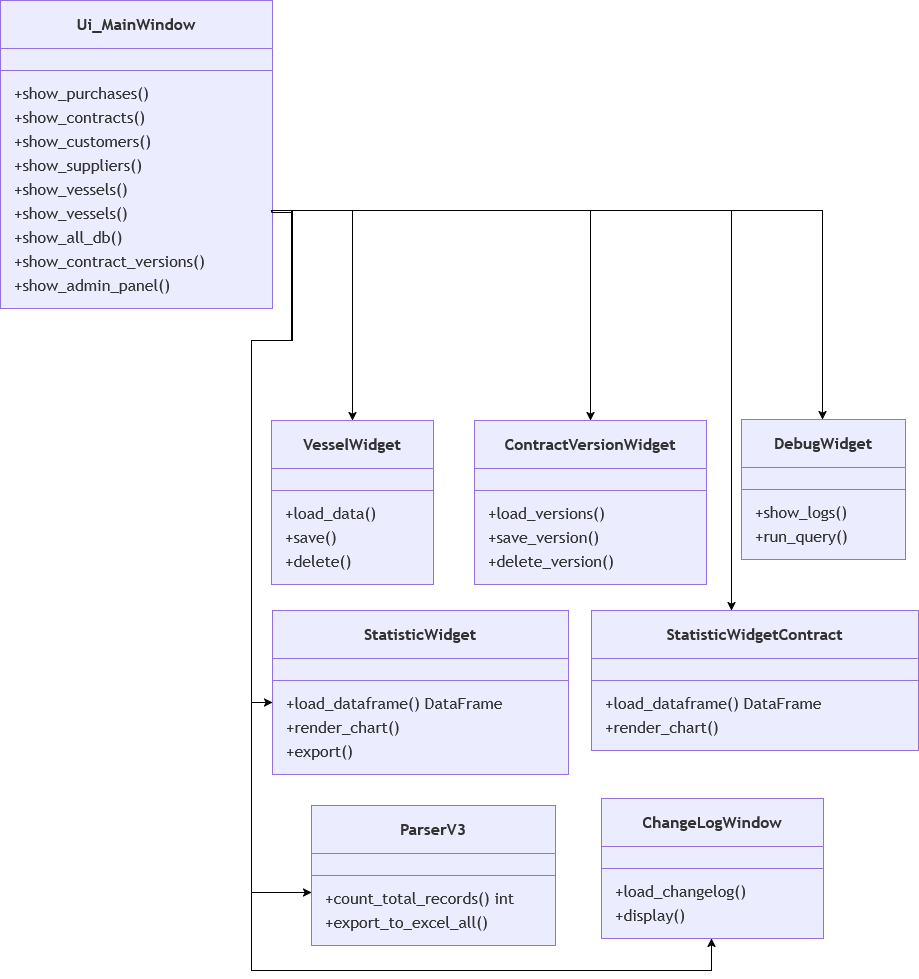 Ui_MainWindow
+show_purchases()
+show_contracts()
+show_customers()
+show_suppliers()
+show_vessels()
+show_vessels()
+show_all_db()
+show_contract_versions()
+show_admin_panel()
VesselWidget
+load_data()
+save()
+delete()
ContractVersionWidget
+load_versions()
+save_version()
+delete_version()
DebugWidget
+show_logs()
+run_query()
StatisticWidget
+load_dataframe() DataFrame
+render_chart()
+export()
StatisticWidgetContract
+load_dataframe() DataFrame
+render_chart()
ParserV3
+count_total_records() int
+export_to_excel_all()
ChangeLogWindow
+load_changelog()
+display()